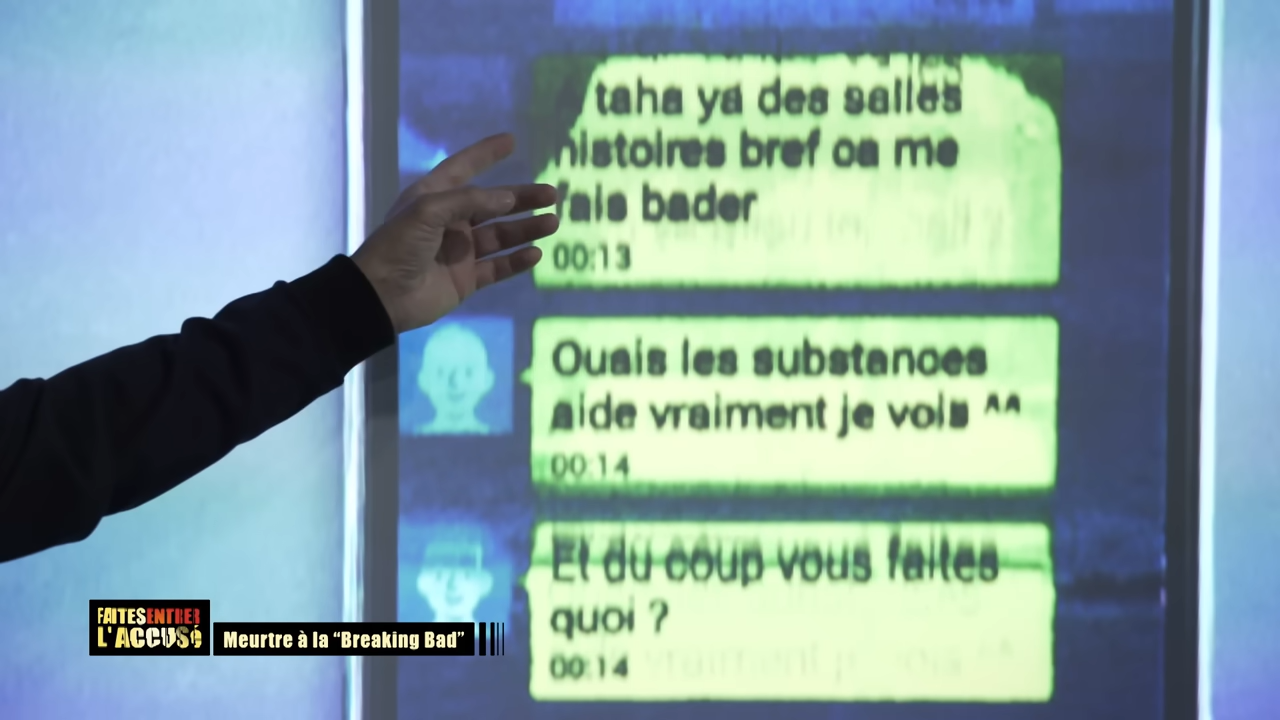 taha ya des salles
histoires bref ca me
fais bader
00:13
Ouais les substances
aide vraiment je vois ^^
00:14
Et du coup vous faites
quoi ?
00:14
FAITES ENTRER
L'ACCUSÉ
Meurtre à la “Breaking Bad”